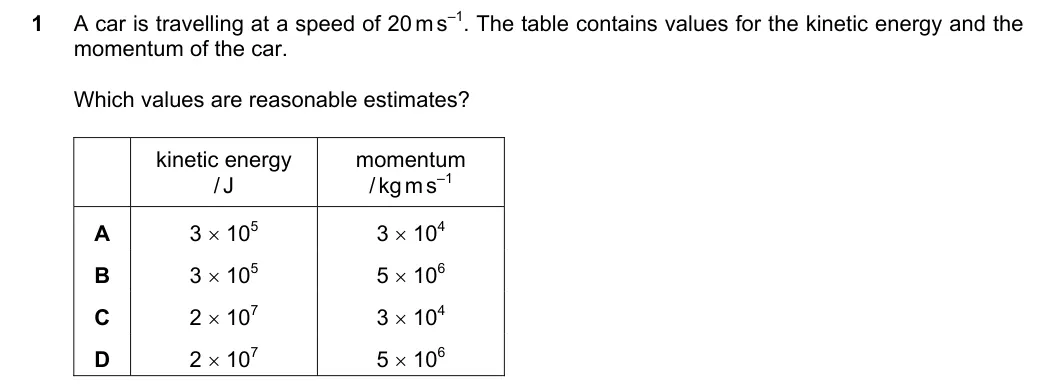 1 A car is travelling at a speed of 20 m s⁻¹. The table contains values for the kinetic energy and the
momentum of the car.
Which values are reasonable estimates?
kinetic energy / J momentum / kg m s⁻¹
A 3 × 10⁵ 3 × 10⁴
B 3 × 10⁵ 5 × 10⁶
C 2 × 10⁷ 3 × 10⁴
D 2 × 10⁷ 5 × 10⁶